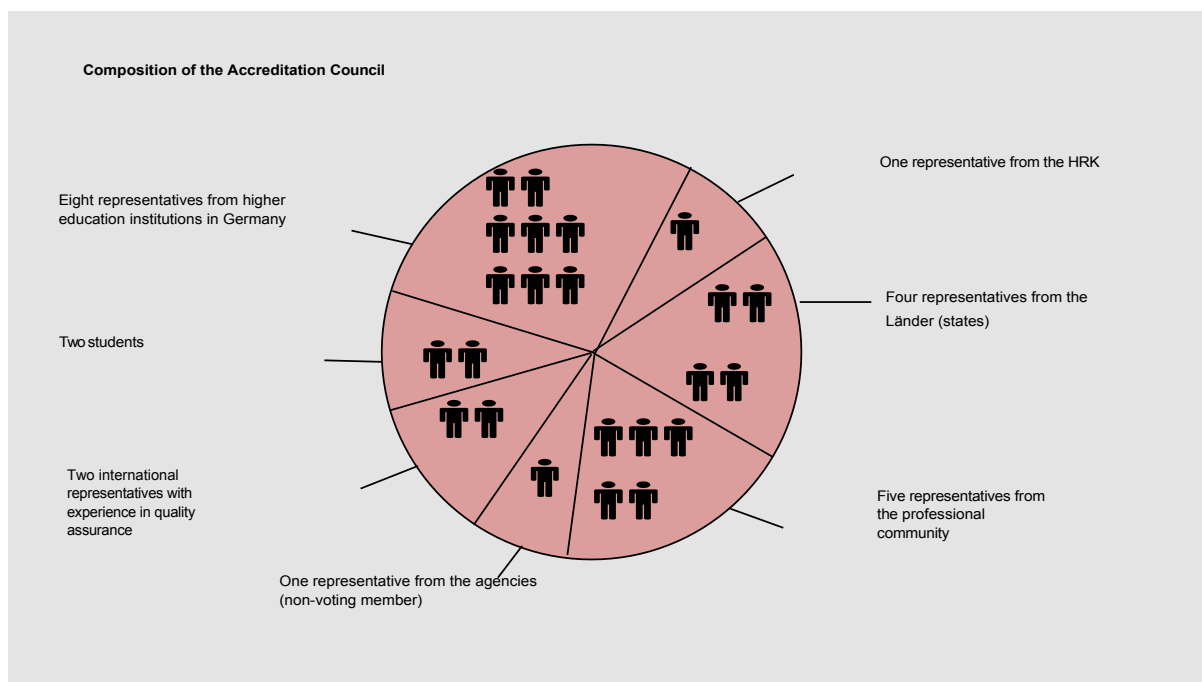 Composition of the Accreditation Council
One representative from the HRK
Eight representatives from higher
education institutions in Germany
Four representatives from the
Länder (states)
Two students
Two international
representatives with
experience in quality
assurance
Five representatives from
the professional
community
One representative from the agencies
(non-voting member)